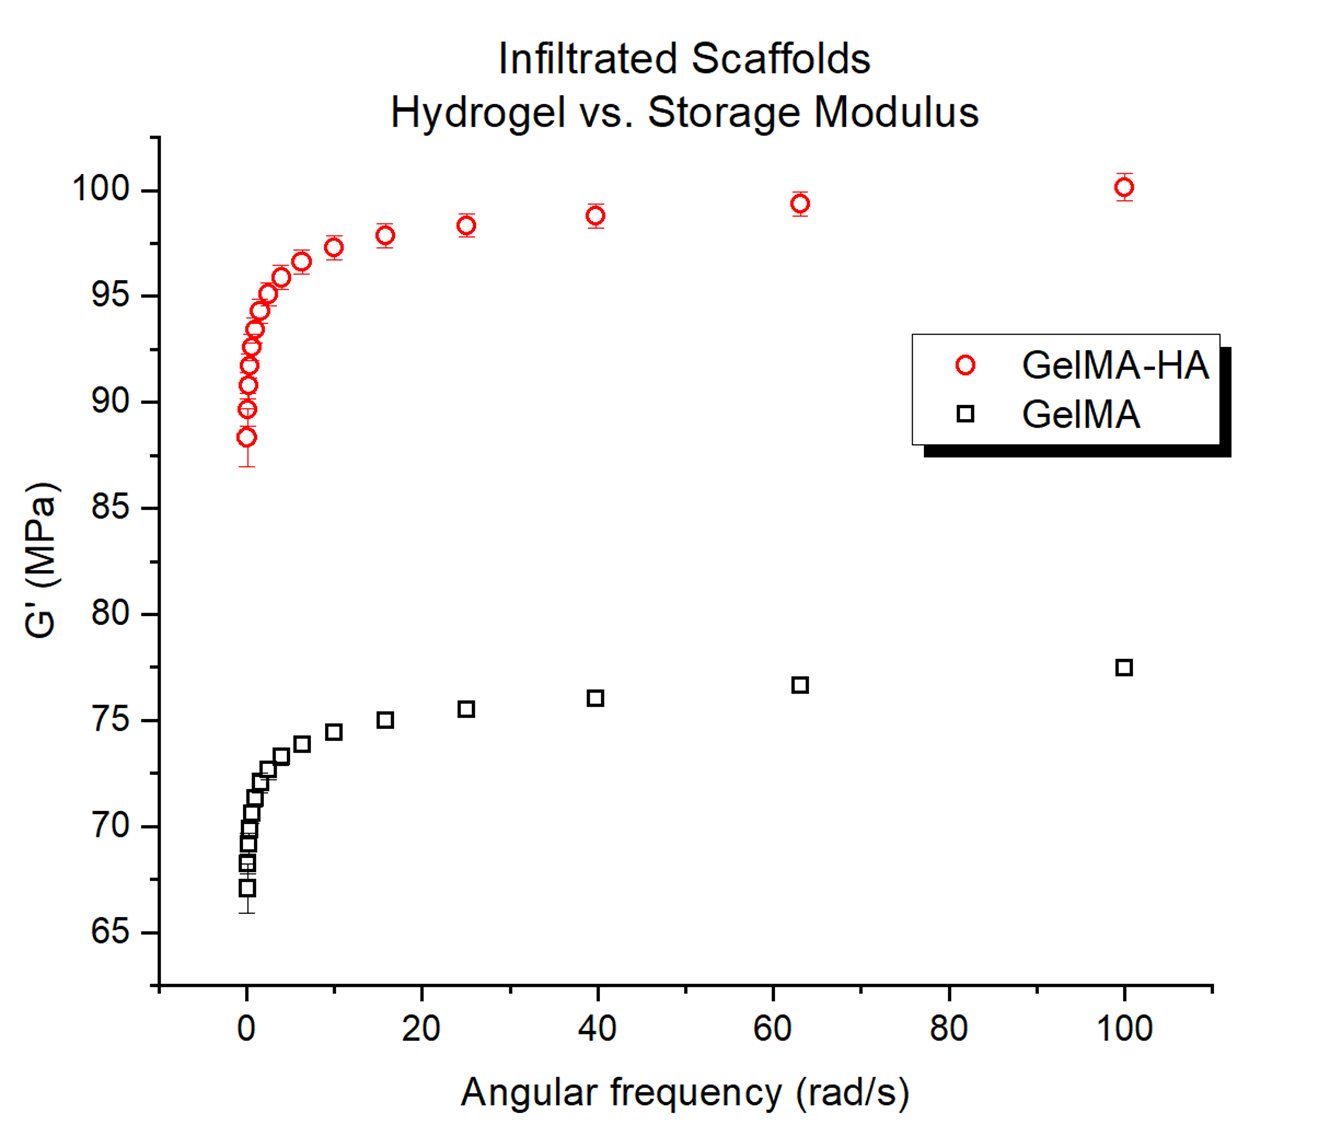 Infiltrated Scaffolds
Hydrogel vs. Storage Modulus
100
95
90
85
80
75
70
65
G' (MPa)
GelMA-HA
GelMA
0 20 40 60 80 100
Angular frequency (rad/s)